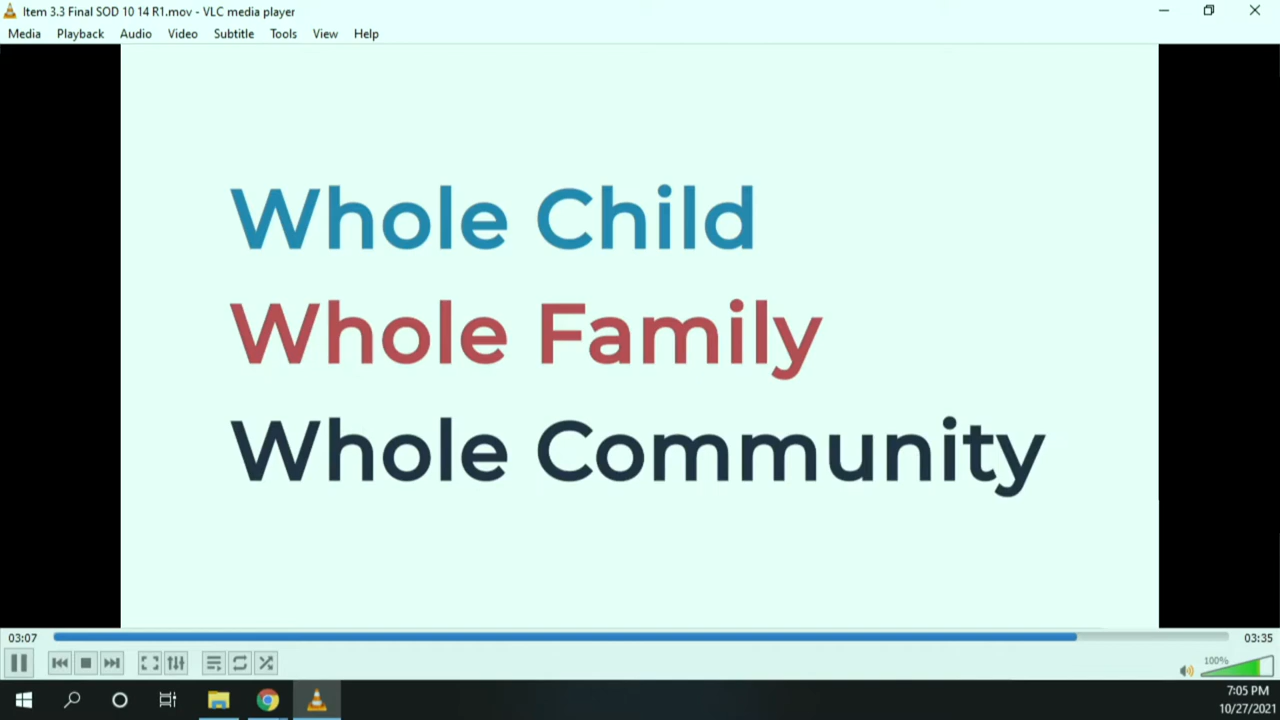 Item 3.3 Final SOD 10 14 R1.mov - VLC media player
Media Playback Audio Video Subtitle Tools View Help
Whole Child
Whole Family
Whole Community
03:07 03:35
100%
7:05 PM
10/27/2021